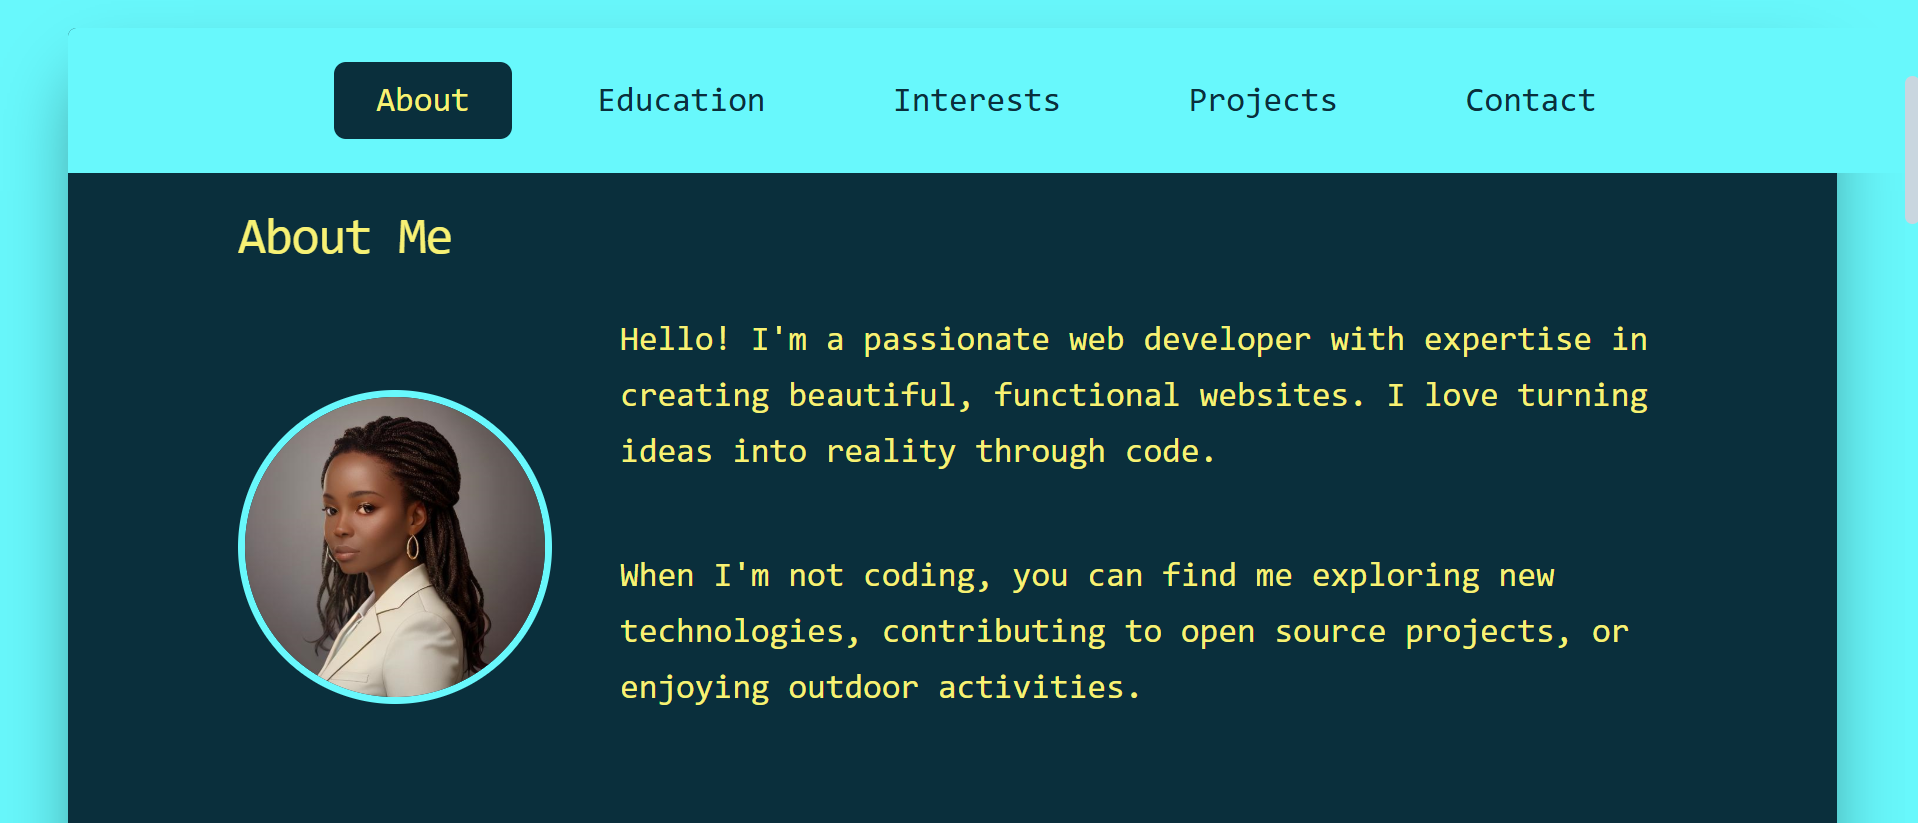 About Education Interests Projects Contact
About Me
Hello! I'm a passionate web developer with expertise in
creating beautiful, functional websites. I love turning
ideas into reality through code.
When I'm not coding, you can find me exploring new
technologies, contributing to open source projects, or
enjoying outdoor activities.